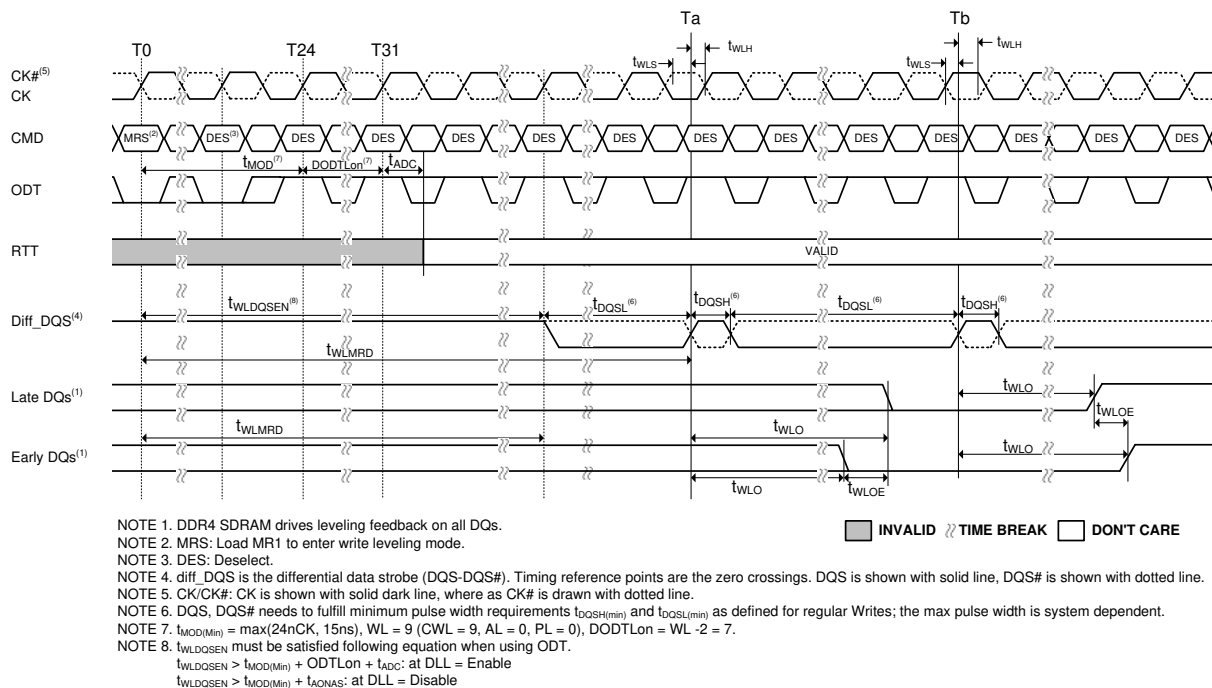 Ta Tb
T0 T24 T31 tWLH tWLH
tWLS tWLS
CK#(5)
CK
CMD MRS(2) DES(3) DES DES DES DES DES DES DES DES DES DES DES DES
tMOD(7) DODTLon(7) tADC
ODT
RTT VALID
tWLDQSEN(8) tDQSL(6) tDQSH(6) tDQSL(6) tDQSH(6)
Diff_DQS(4)
tWLMRD
Late DQs(1) tWLO
tWLOE
tWLMRD tWLO
Early DQs(1) tWLO
tWLO tWLOE
NOTE 1. DDR4 SDRAM drives leveling feedback on all DQs.
INVALID TIME BREAK DON'T CARE
NOTE 2. MRS: Load MR1 to enter write leveling mode.
NOTE 3. DES: Deselect.
NOTE 4. diff_DQS is the differential data strobe (DQS-DQS#). Timing reference points are the zero crossings. DQS is shown with solid line, DQS# is shown with dotted line.
NOTE 5. CK/CK#: CK is shown with solid dark line, where as CK# is drawn with dotted line.
NOTE 6. DQS, DQS# needs to fulfill minimum pulse width requirements tDQSH(min) and tDQSL(min) as defined for regular Writes; the max pulse width is system dependent.
NOTE 7. tMOD(Min) = max(24nCK, 15ns), WL = 9 (CWL = 9, AL = 0, PL = 0), DODTLon = WL -2 = 7.
NOTE 8. tWLDQSEN must be satisfied following equation when using ODT.
tWLDQSEN > tMOD(Min) + ODTLon + tADC: at DLL = Enable
tWLDQSEN > tMOD(Min) + tAONAS: at DLL = Disable